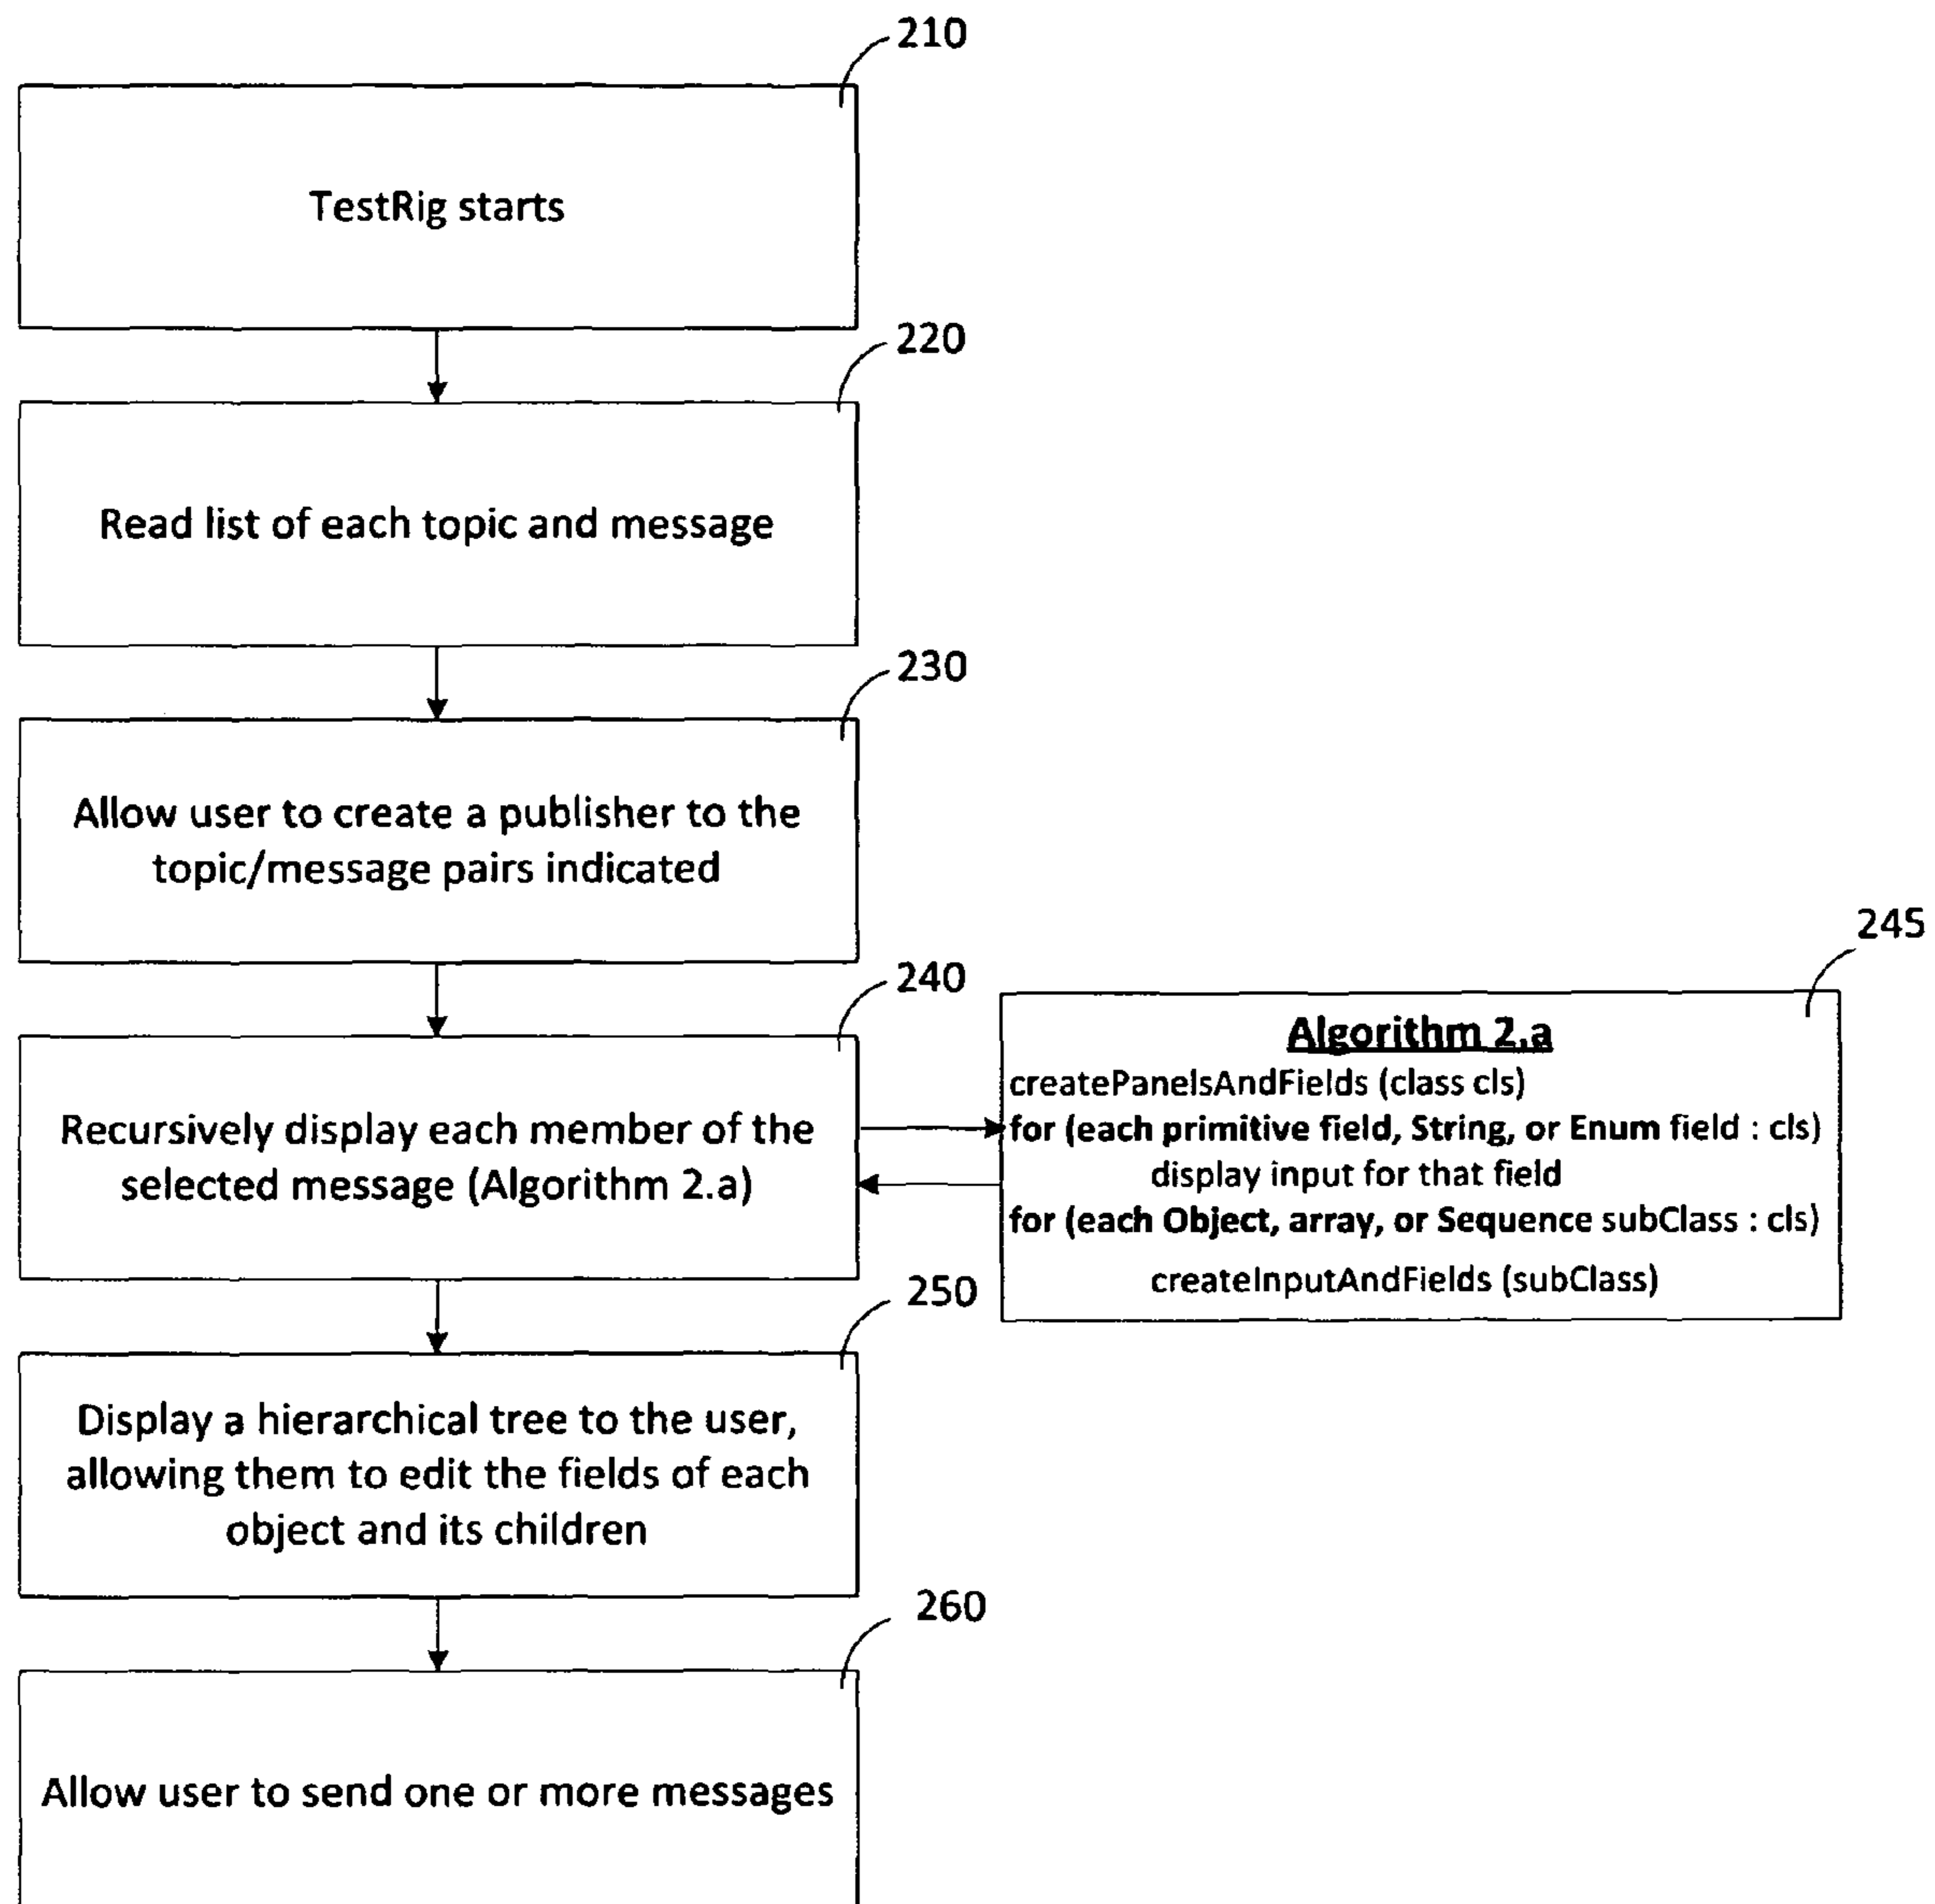 210
TestRig starts
220
Read list of each topic and message
230
Allow user to create a publisher to the
topic/message pairs indicated
240
Recursively display each member of the
selected message (Algorithm 2.a)
245
Algorithm 2.a
createPanelsAndFields (class cls)
for (each primitive field, String, or Enum field : cls)
display input for that field
for (each Object, array, or Sequence subClass : cls)
createInputAndFields (subClass)
250
Display a hierarchical tree to the user,
allowing them to edit the fields of each
object and its children
260
Allow user to send one or more messages